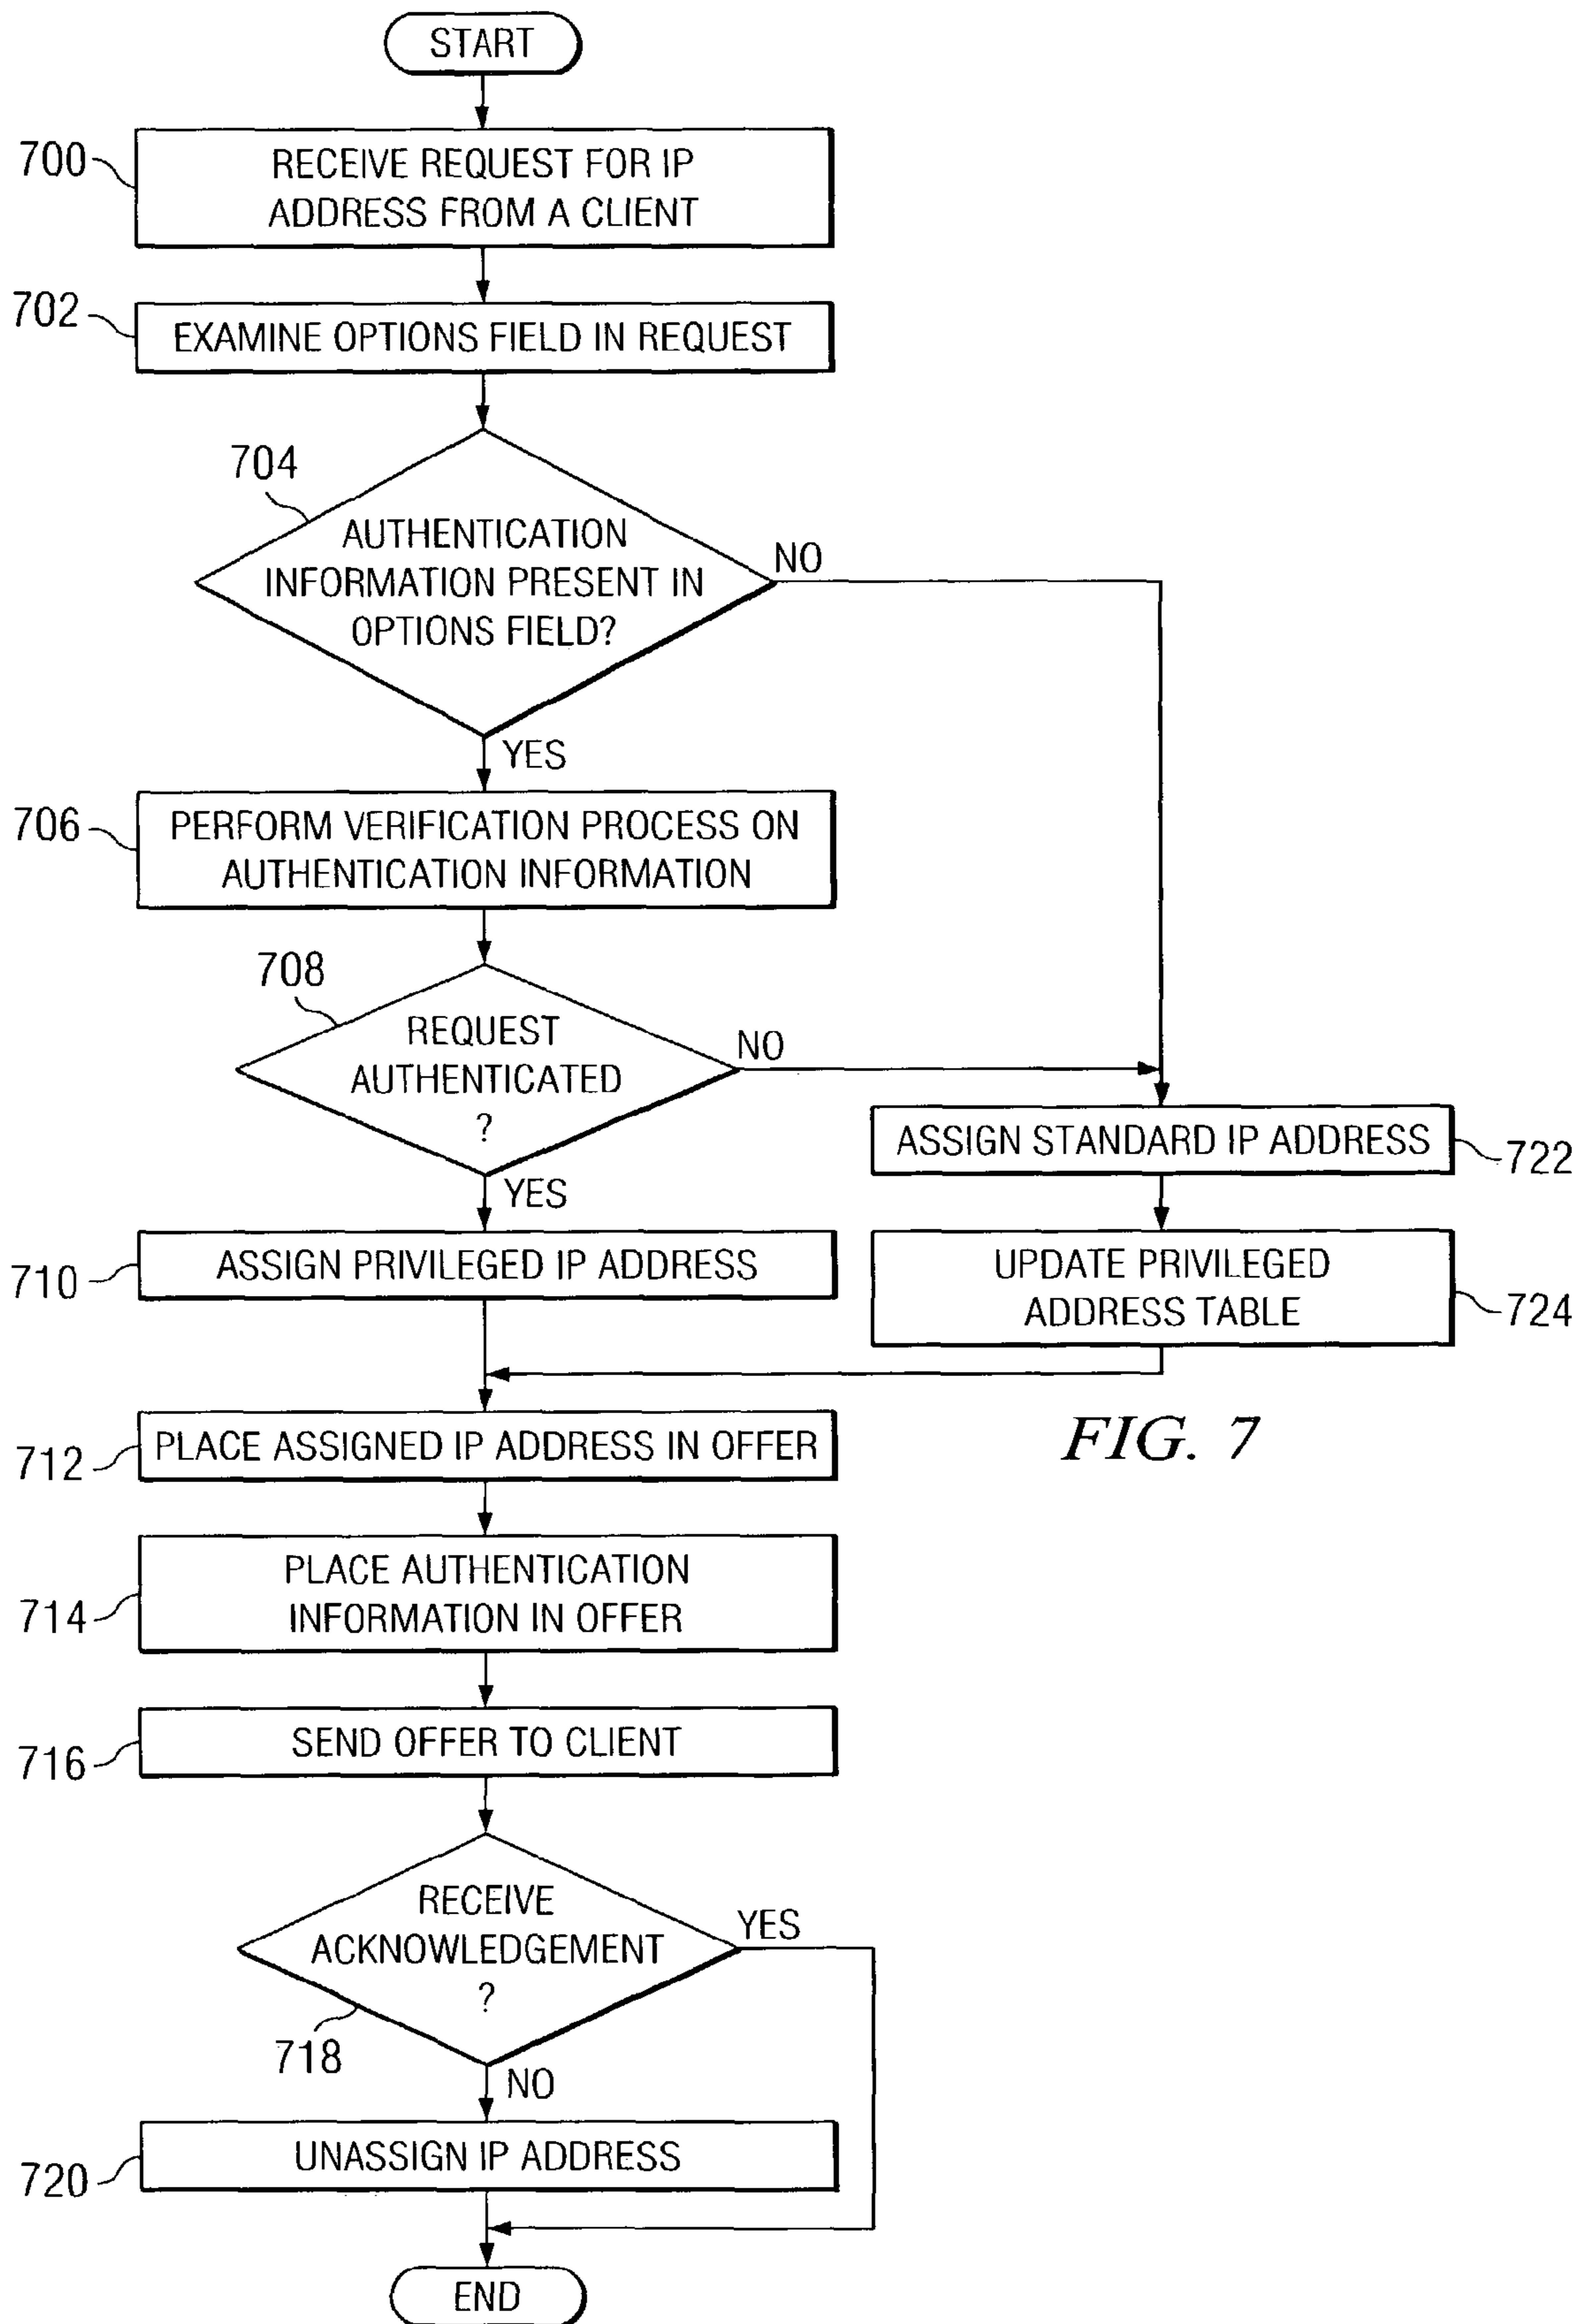 START
700
RECEIVE REQUEST FOR IP
ADDRESS FROM A CLIENT
702
EXAMINE OPTIONS FIELD IN REQUEST
704
AUTHENTICATION
INFORMATION PRESENT IN
OPTIONS FIELD?
NO
YES
706
PERFORM VERIFICATION PROCESS ON
AUTHENTICATION INFORMATION
708
REQUEST
AUTHENTICATED
?
NO
YES
ASSIGN STANDARD IP ADDRESS
722
710
ASSIGN PRIVILEGED IP ADDRESS
UPDATE PRIVILEGED
ADDRESS TABLE
724
712
PLACE ASSIGNED IP ADDRESS IN OFFER
FIG. 7
714
PLACE AUTHENTICATION
INFORMATION IN OFFER
716
SEND OFFER TO CLIENT
RECEIVE
ACKNOWLEDGEMENT
?
YES
718
NO
720
UNASSIGN IP ADDRESS
END